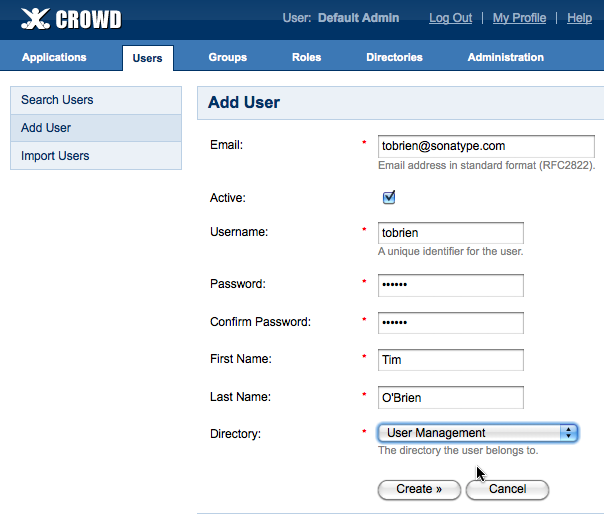 CROWD
User: Default Admin Log Out | My Profile | Help
Applications Users Groups Roles Directories Administration
Search Users
Add User
Import Users
Add User
Email: * tobrien@sonatype.com
Email address in standard format (RFC2822).
Active:
Username: * tobrien
A unique identifier for the user.
Password: * ••••••
Confirm Password: * ••••••
First Name: * Tim
Last Name: * O'Brien
Directory: * User Management
The directory the user belongs to.
Create » Cancel